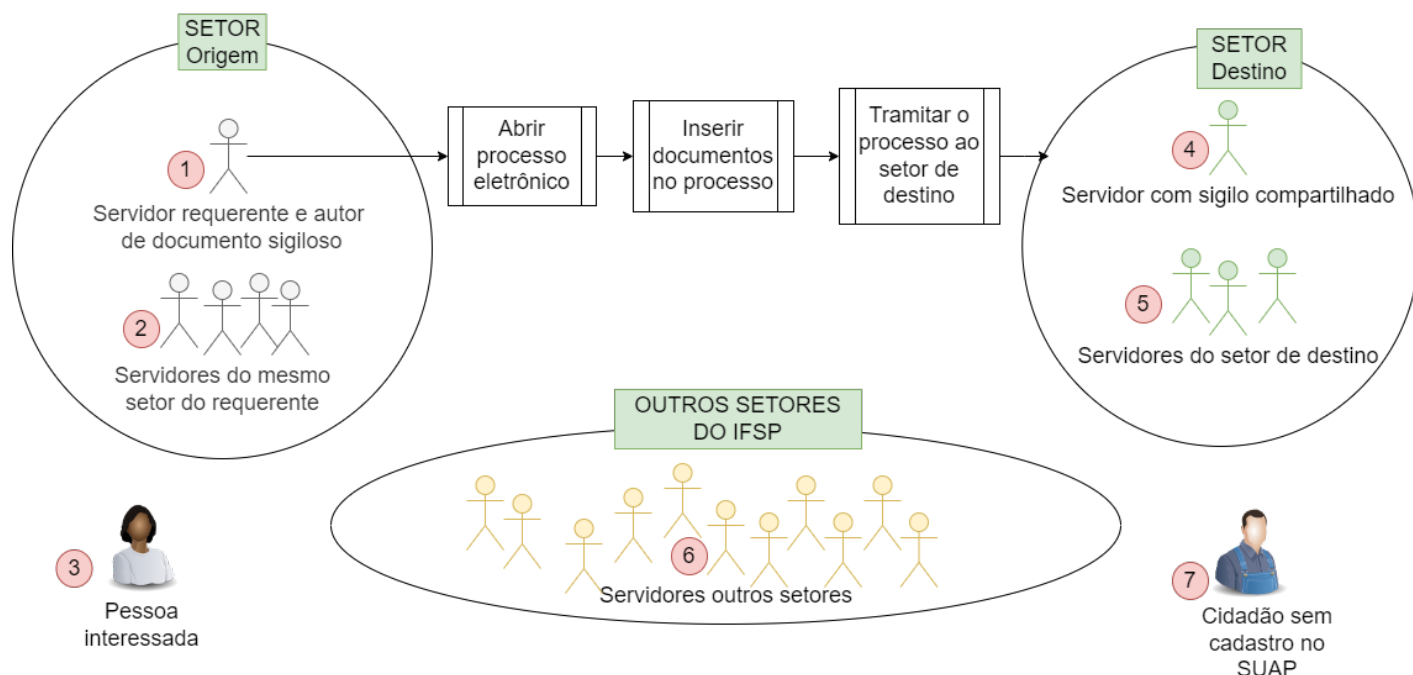 SETOR
Origem
1
Servidor requerente e autor
de documento sigiloso
2
Servidores do mesmo
setor do requerente
Abrir
processo
eletrônico
Inserir
documentos
no processo
Tramitar o
processo ao
setor de
destino
SETOR
Destino
4
Servidor com sigilo compartilhado
5
Servidores do setor de destino
OUTROS SETORES
DO IFSP
6
Servidores outros setores
3
Pessoa
interessada
7
Cidadão sem
cadastro no
SUAP